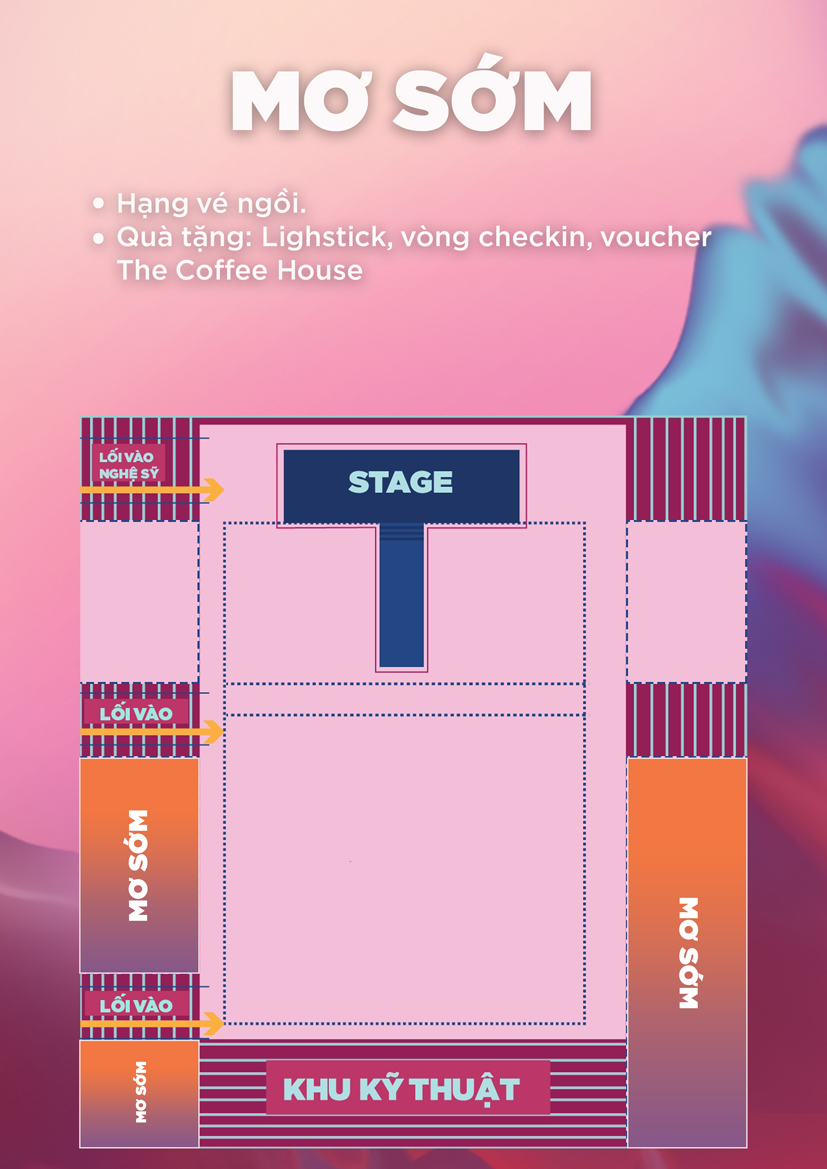 MƠ SỚM
• Hạng vé ngồi.
• Quà tặng: Lighstick, vòng checkin, voucher
The Coffee House
LỐI VÀO
NGHỆ SỸ
STAGE
LỐI VÀO
MƠ SỚM
MƠ SỚM
LỐI VÀO
MƠ SỚM
KHU KỸ THUẬT